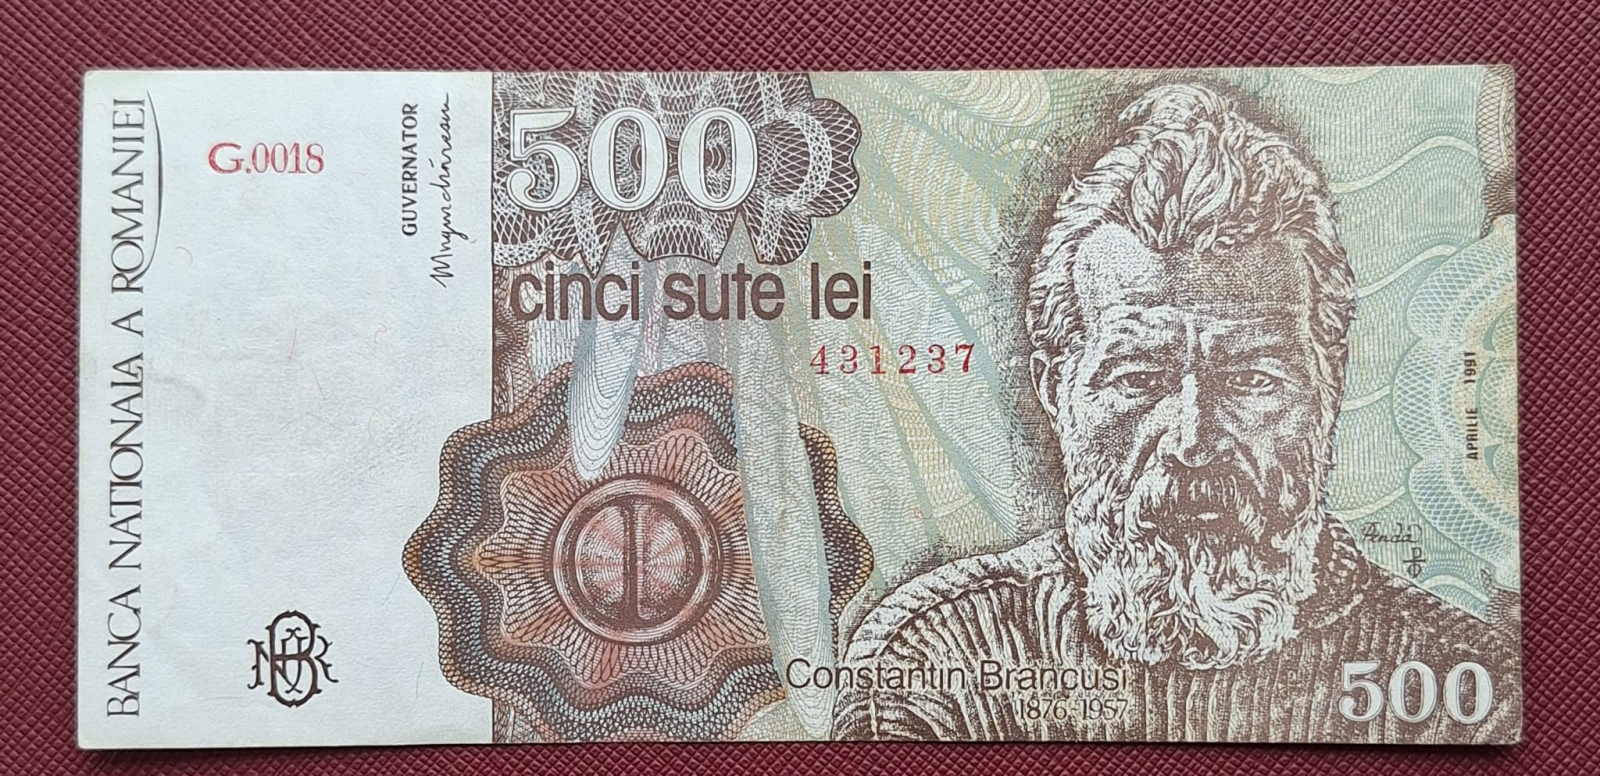 BANCA NATIONALA A ROMANIEI
G.0018
GUVERNATOR
500
cinci sute lei
431237
APRILIE 1991
Constantin Brancusi
1876-1957
500